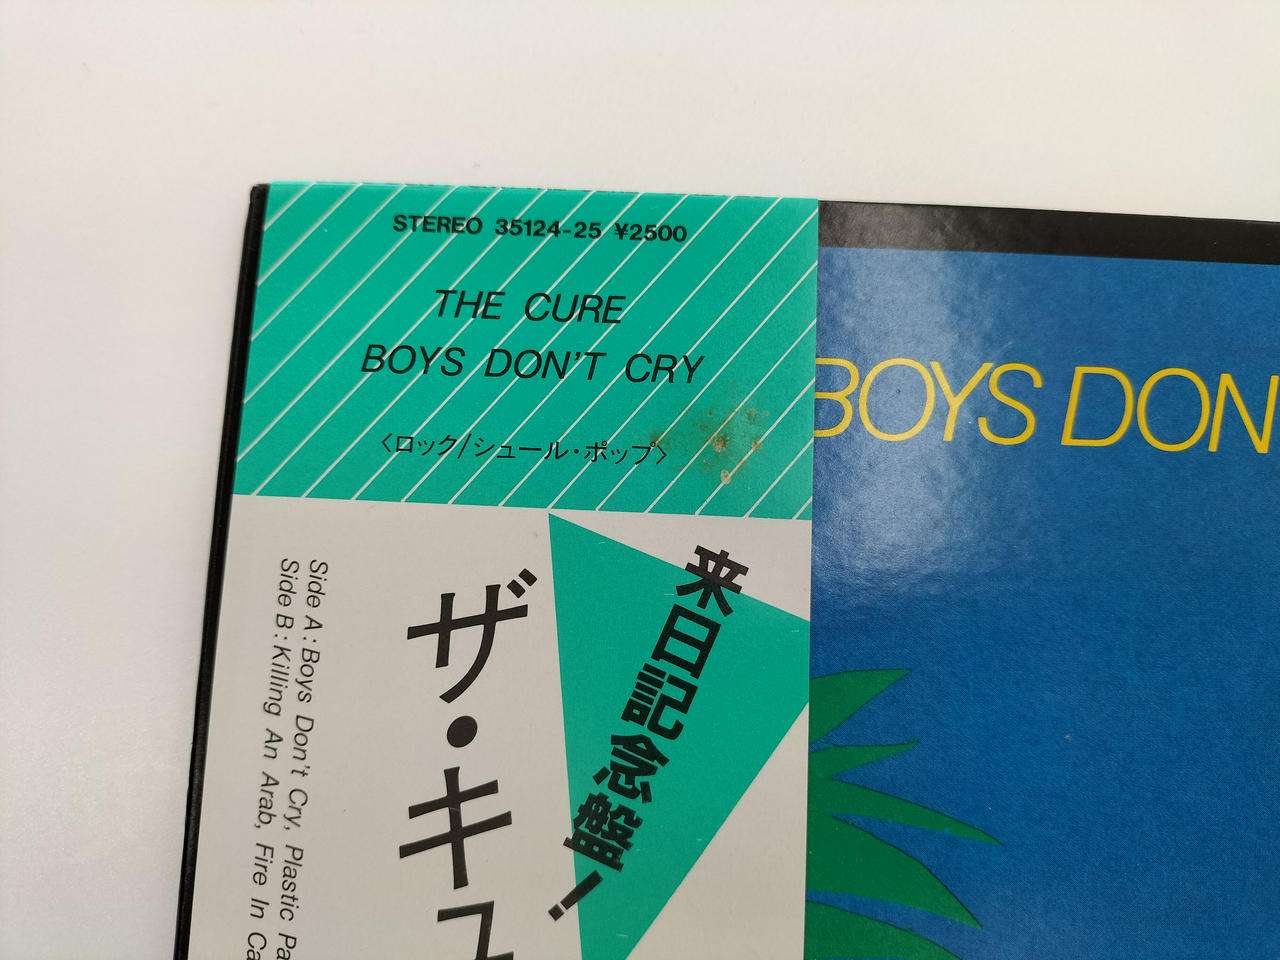 STEREO 35124-25 ¥2500
THE CURE
BOYS DON'T CRY
〈ロック/シュール・ポップ〉
BOYS DON'
来日記念盤!
ザ・キュ
Side A: Boys Don't Cry, Plastic Pa
Side B: Killing An Arab, Fire In Ca